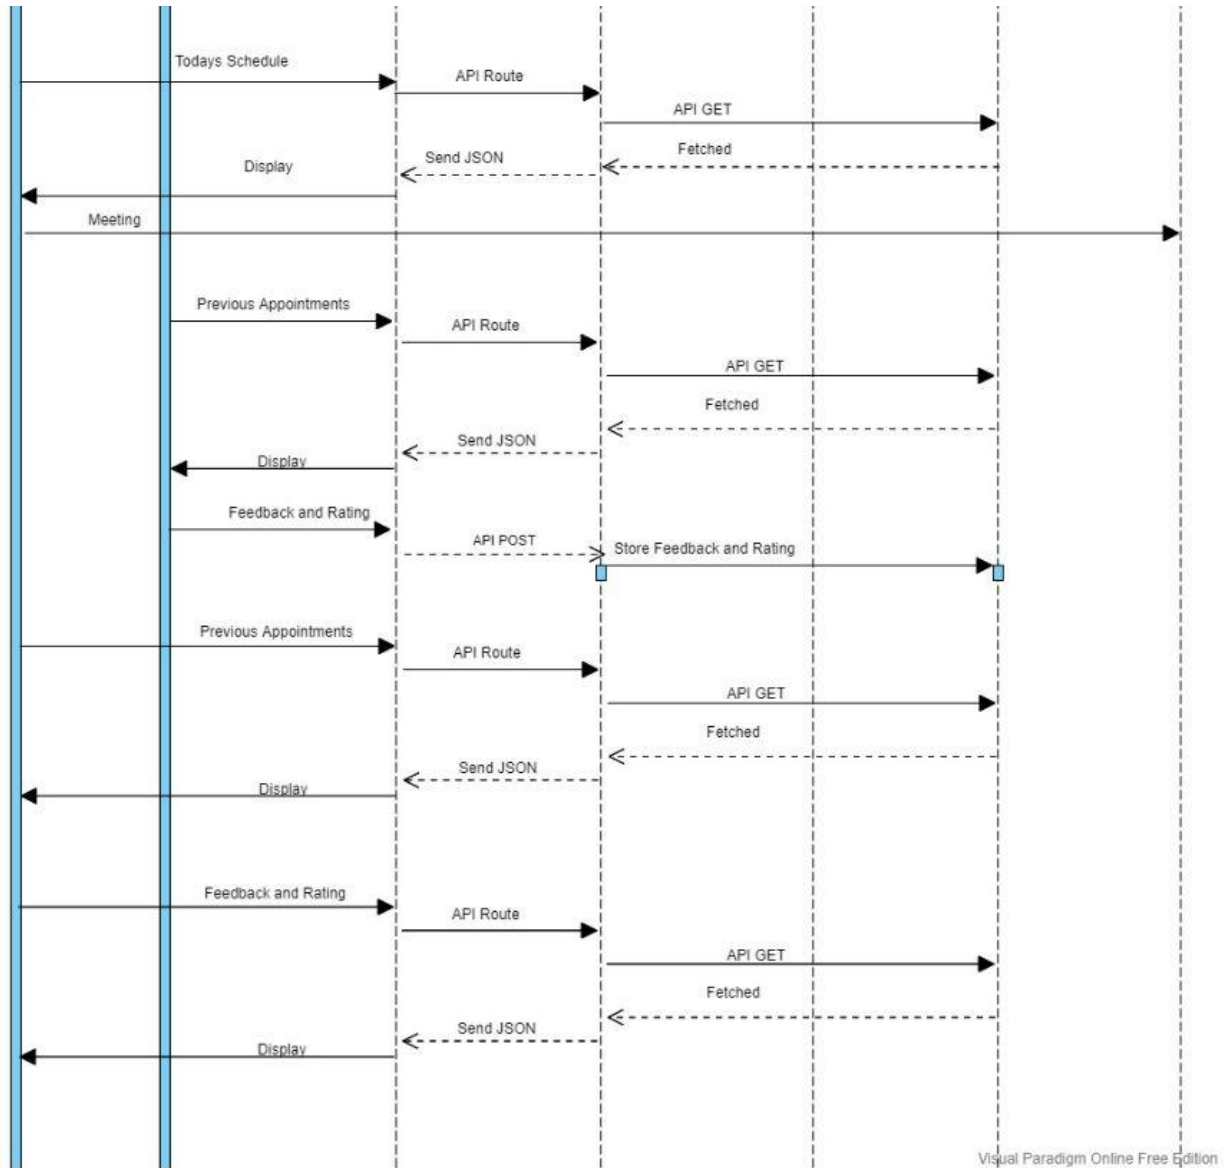 Todays Schedule
API Route
API GET
Fetched
Send JSON
Display
Meeting
Previous Appointments
API Route
API GET
Fetched
Send JSON
Display
Feedback and Rating
API POST
Store Feedback and Rating
Previous Appointments
API Route
API GET
Fetched
Send JSON
Display
Feedback and Rating
API Route
API GET
Fetched
Send JSON
Display
Visual Paradigm Online Free Edition